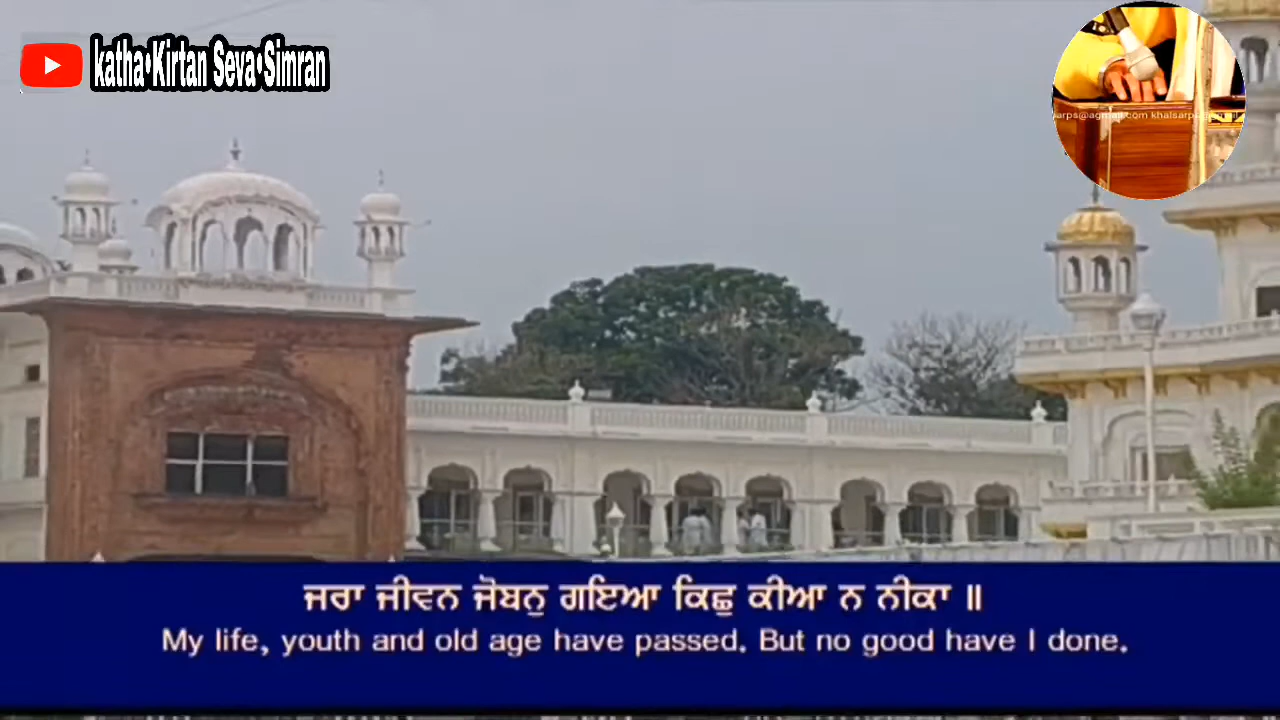 katha•Kirtan Seva•Simran
ਜਰਾ ਜੀਵਨ ਜੋਬਨੁ ਗਇਆ ਕਿਛੁ ਕੀਆ ਨ ਨੀਕਾ ॥
My life, youth and old age have passed. But no good have I done.